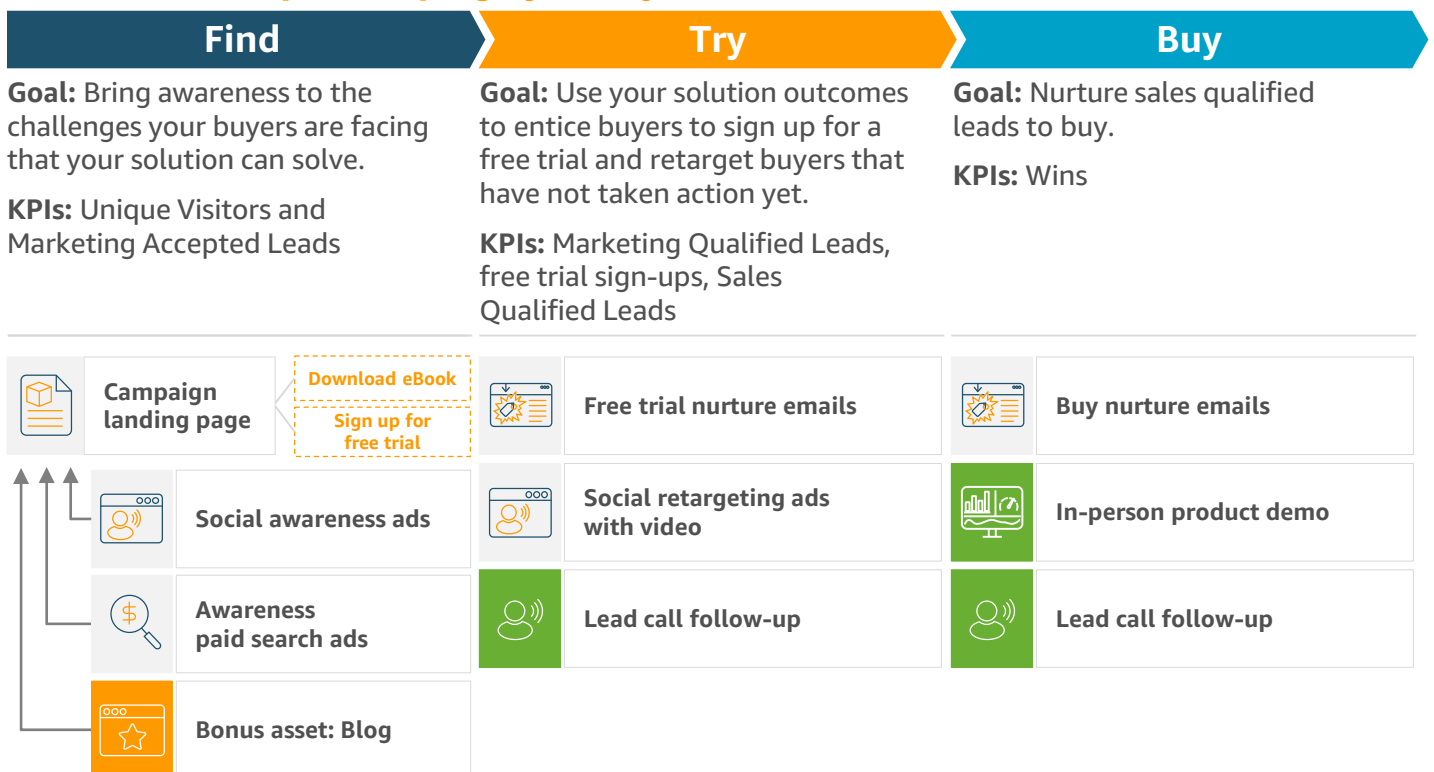 Find
Try
Buy
Goal: Bring awareness to the
challenges your buyers are facing
that your solution can solve.
KPIs: Unique Visitors and
Marketing Accepted Leads
Goal: Use your solution outcomes
to entice buyers to sign up for a
free trial and retarget buyers that
have not taken action yet.
KPIs: Marketing Qualified Leads,
free trial sign-ups, Sales
Qualified Leads
Goal: Nurture sales qualified
leads to buy.
KPIs: Wins
Campaign
landing page
Download eBook
Sign up for
free trial
Social awareness ads
$
Awareness
paid search ads
Bonus asset: Blog
Free trial nurture emails
Social retargeting ads
with video
Lead call follow-up
Buy nurture emails
In-person product demo
Lead call follow-up